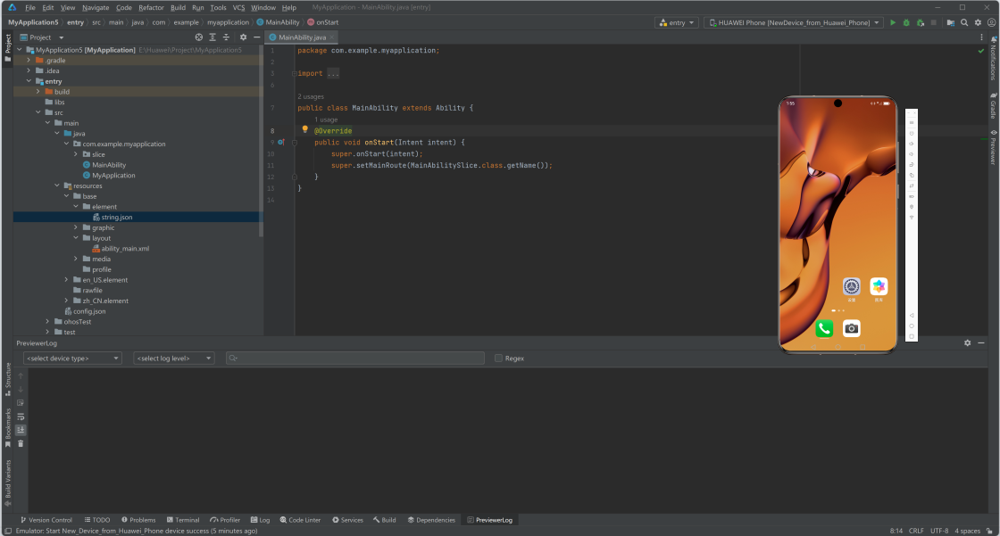 File Edit View Navigate Code Refactor Build Run Tools VCS Window Help MyApplication - MainAbility.java [entry]
MyApplication5 entry src main java com example myapplication MainAbility onStart entry HUAWEI Phone [NewDevice_from_Huawei_Phone]
Project
MainAbility.java
MyApplication5 [MyApplication] E:\Huawei\Project\MyApplication5
.gradle
.idea
entry
build
libs
src
main
java
com.example.myapplication
slice
MainAbility
MyApplication
resources
base
element
string.json
graphic
layout
ability_main.xml
media
profile
en_US.element
rawfile
zh_CN.element
config.json
ohosTest
test
1 package com.example.myapplication;
2
3 import ...
6
2 usages
7 public class MainAbility extends Ability {
1 usage
8 @Override
9 public void onStart(Intent intent) {
10 super.onStart(intent);
11 super.setMainRoute(MainAbilitySlice.class.getName());
12 }
13 }
14
Project
Structure
Bookmarks
Build Variants
Notifications
Gradle
Previewer
PreviewerLog
<select device type> <select log level> Regex
Version Control TODO Problems Terminal Profiler Log Code Linter Services Build Dependencies PreviewerLog
Emulator: Start New_Device_from_Huawei_Phone device success (5 minutes ago) 8:14 CRLF UTF-8 4 spaces